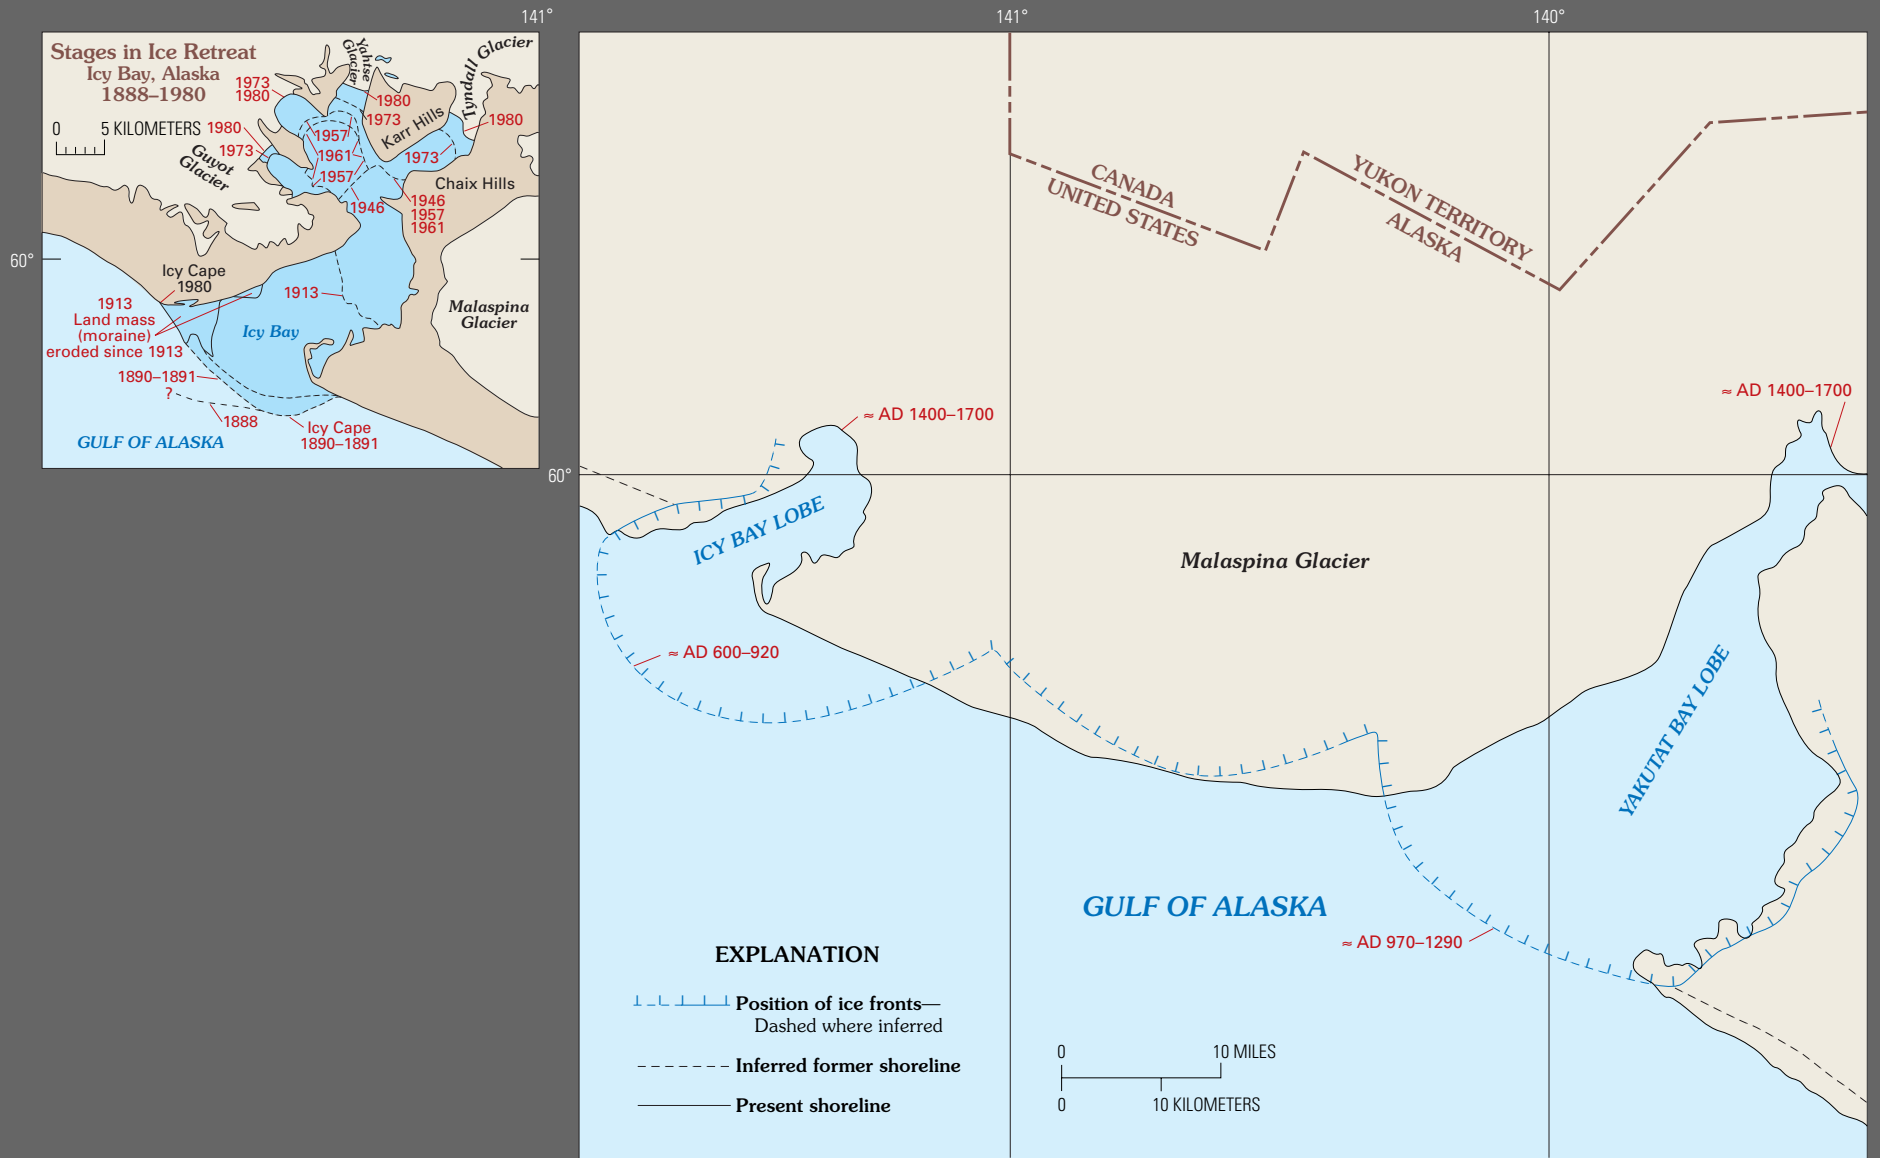 141°
141°
140°
Stages in Ice Retreat
Icy Bay, Alaska
1888–1980
0 5 KILOMETERS
Yahtse
Glacier
Tyndall Glacier
1973
1980
1980
1973
1980
1980
1973
Karr Hills
1957
1961
1957
1973
Guyot
Glacier
Chaix Hills
1946
1946
1957
1961
60°
Icy Cape
1980
1913
Land mass
(moraine)
eroded since 1913
1913
Icy Bay
Malaspina
Glacier
1890–1891
?
1888
Icy Cape
1890–1891
GULF OF ALASKA
CANADA
UNITED STATES
YUKON TERRITORY
ALASKA
≈ AD 1400–1700
≈ AD 1400–1700
60°
ICY BAY LOBE
Malaspina Glacier
≈ AD 600–920
YAKUTAT BAY LOBE
GULF OF ALASKA
≈ AD 970–1290
EXPLANATION
Position of ice fronts—
Dashed where inferred
Inferred former shoreline
Present shoreline
0 10 MILES
0 10 KILOMETERS